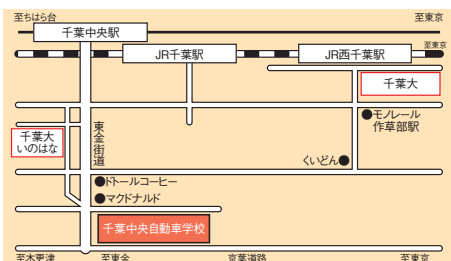 至ちはら台
至東京
千葉中央駅
至東京
JR千葉駅
JR西千葉駅
千葉大
●モノレール
作草部駅
千葉大
いのはな
東金街道
くいどん●
●ドトールコーヒー
●マクドナルド
千葉中央自動車学校
至木更津
至東金
京葉道路
至東京